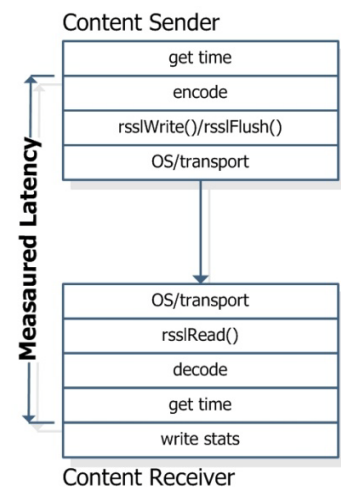 Content Sender
get time
encode
rsslWrite()/rsslFlush()
OS/transport
Measaured Latency
OS/transport
rsslRead()
decode
get time
write stats
Content Receiver